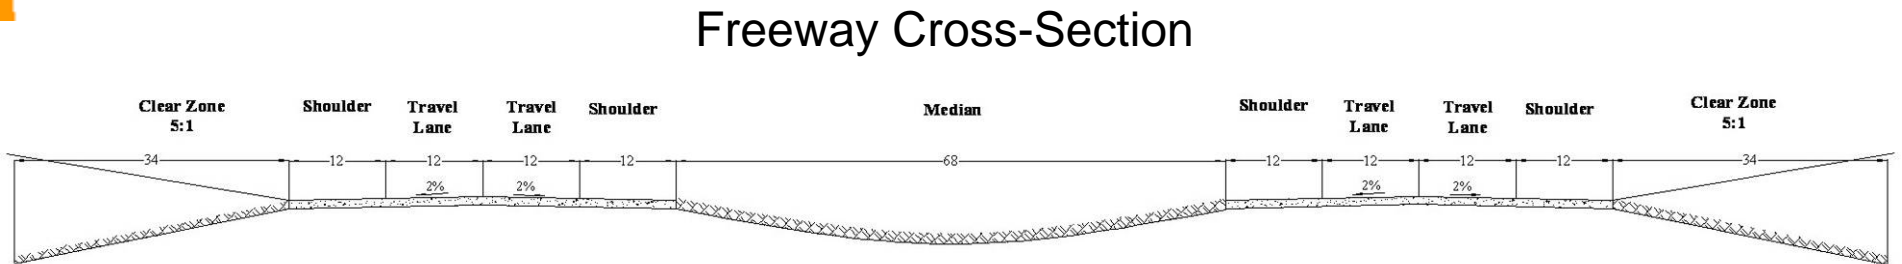 Freeway Cross-Section
Clear Zone
5:1
Shoulder
Travel
Lane
Travel
Lane
Shoulder
Median
Shoulder
Travel
Lane
Travel
Lane
Shoulder
Clear Zone
5:1
34
12
12
12
12
68
12
12
12
12
34
2%
2%
2%
2%